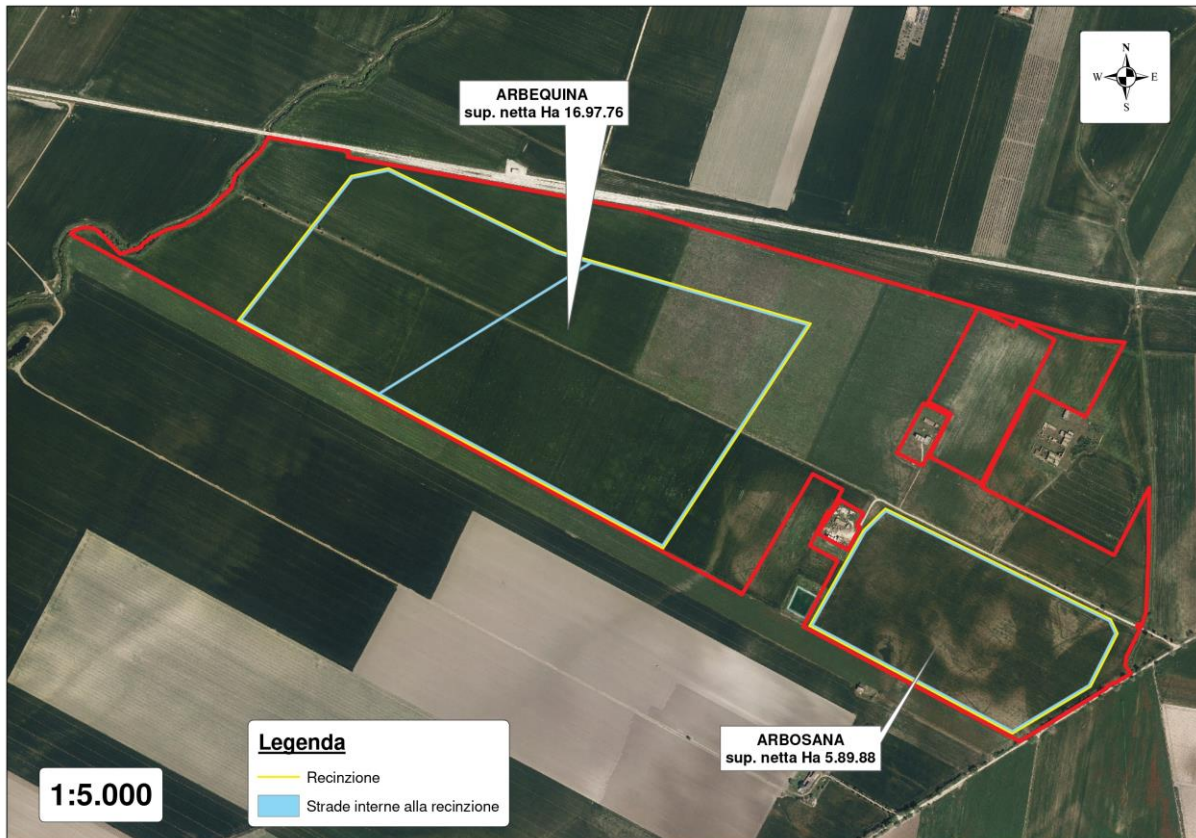 ARBEQUINA
sup. netta Ha 16.97.76
N
W E
S
ARBOSANA
sup. netta Ha 5.89.88
Legenda
Recinzione
Strade interne alla recinzione
1:5.000